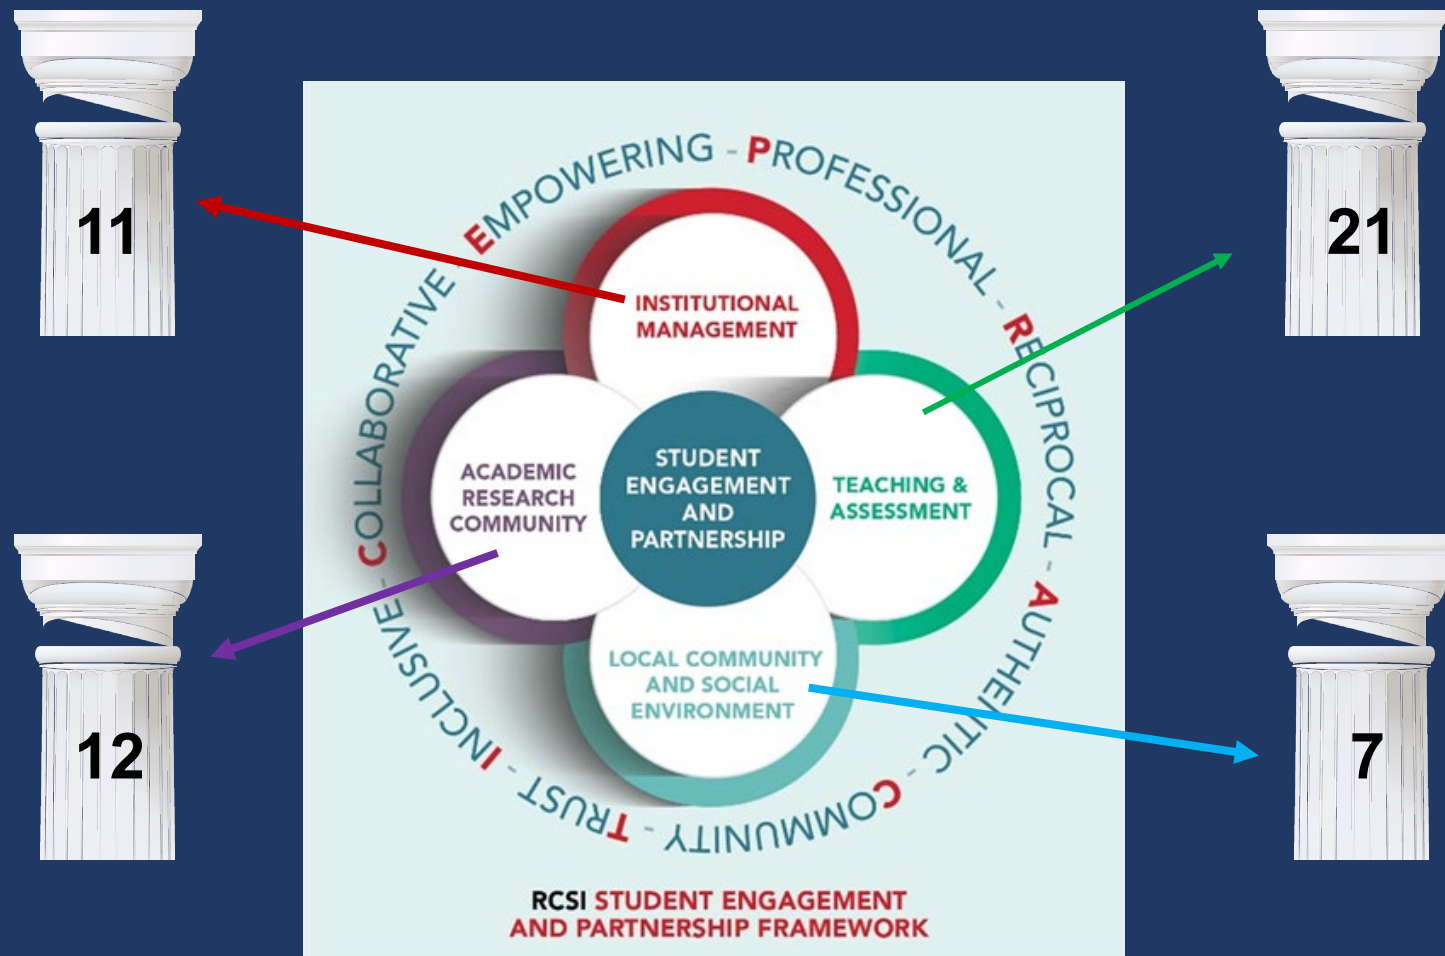 11
21
EMPOWERING - PROFESSIONAL - RECIPROCAL - AUTHENTIC - COMMUNITY - TRUST - INCLUSIVE - COLLABORATIVE -
INSTITUTIONAL
MANAGEMENT
ACADEMIC
RESEARCH
COMMUNITY
STUDENT
ENGAGEMENT
AND
PARTNERSHIP
TEACHING &
ASSESSMENT
LOCAL COMMUNITY
AND SOCIAL
ENVIRONMENT
12
7
RCSI STUDENT ENGAGEMENT
AND PARTNERSHIP FRAMEWORK